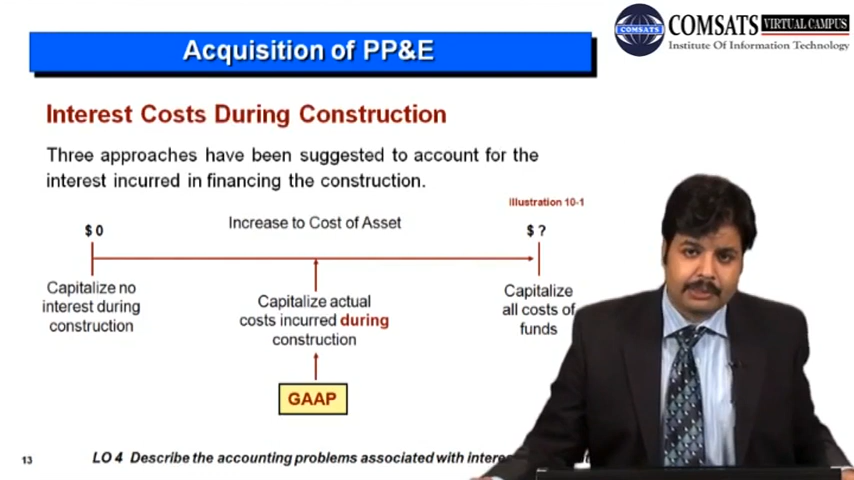 Acquisition of PP&E
COMSATS VIRTUAL CAMPUS
COMSATS
Institute Of Information Technology
Interest Costs During Construction
Three approaches have been suggested to account for the
interest incurred in financing the construction.
Illustration 10-1
$ 0
Increase to Cost of Asset
$ ?
Capitalize no
interest during
construction
Capitalize actual
costs incurred during
construction
Capitalize
all costs of
funds
GAAP
13
LO 4 Describe the accounting problems associated with